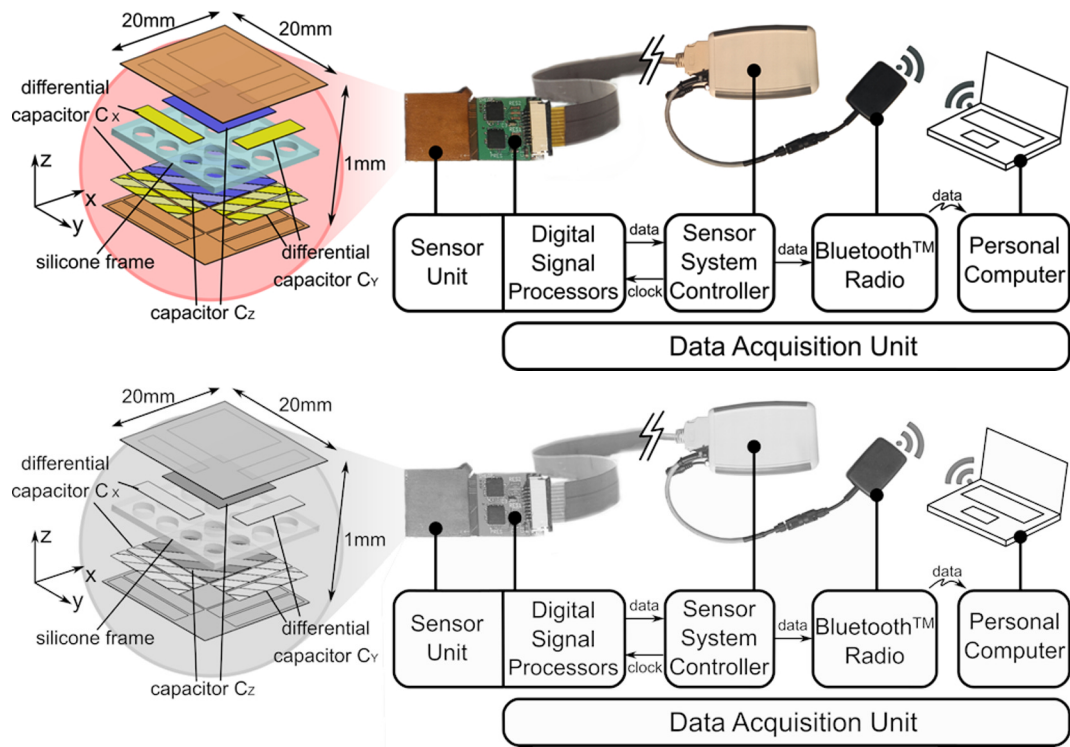 20mm
20mm
differential
capacitor CX
1mm
z
x
y
silicone frame
differential
capacitor CY
capacitor CZ
Sensor
Unit
Digital
Signal
Processors
data
clock
Sensor
System
Controller
data
Bluetooth™
Radio
data
Personal
Computer
Data Acquisition Unit
20mm
20mm
differential
capacitor CX
1mm
z
x
y
silicone frame
differential
capacitor CY
capacitor CZ
Sensor
Unit
Digital
Signal
Processors
data
clock
Sensor
System
Controller
data
Bluetooth™
Radio
data
Personal
Computer
Data Acquisition Unit